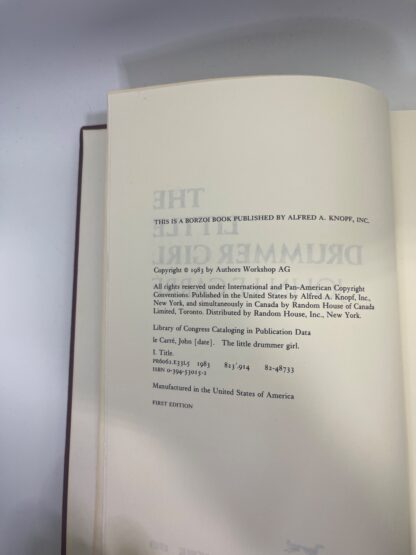 THIS IS A BORZOI BOOK PUBLISHED BY ALFRED A. KNOPF, INC.
THE
LITTLE
DRUMMER GIRL
Copyright © 1983 by Authors Workshop AG
All rights reserved under International and Pan-American Copyright
Conventions. Published in the United States by Alfred A. Knopf, Inc.,
New York, and simultaneously in Canada by Random House of Canada
Limited, Toronto. Distributed by Random House, Inc., New York.
Library of Congress Cataloging in Publication Data
le Carré, John [date]. The little drummer girl.
I. Title.
PR6062.E33L5 1983 823'.914 82-48733
ISBN 0-394-53015-2
Manufactured in the United States of America
FIRST EDITION